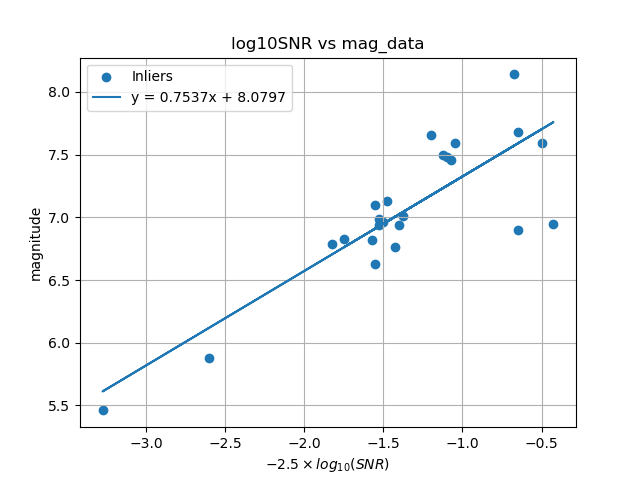 log10SNR vs mag_data
Inliers
y = 0.7537x + 8.0797
magnitude
8.0
7.5
7.0
6.5
6.0
5.5
−3.0 −2.5 −2.0 −1.5 −1.0 −0.5
−2.5 × log₁₀(SNR)